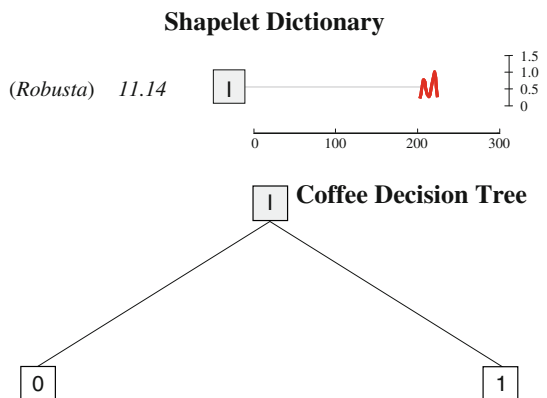 Shapelet Dictionary
(Robusta) 11.14 I
1.5
1.0
0.5
0
0 100 200 300
I Coffee Decision Tree
0 1